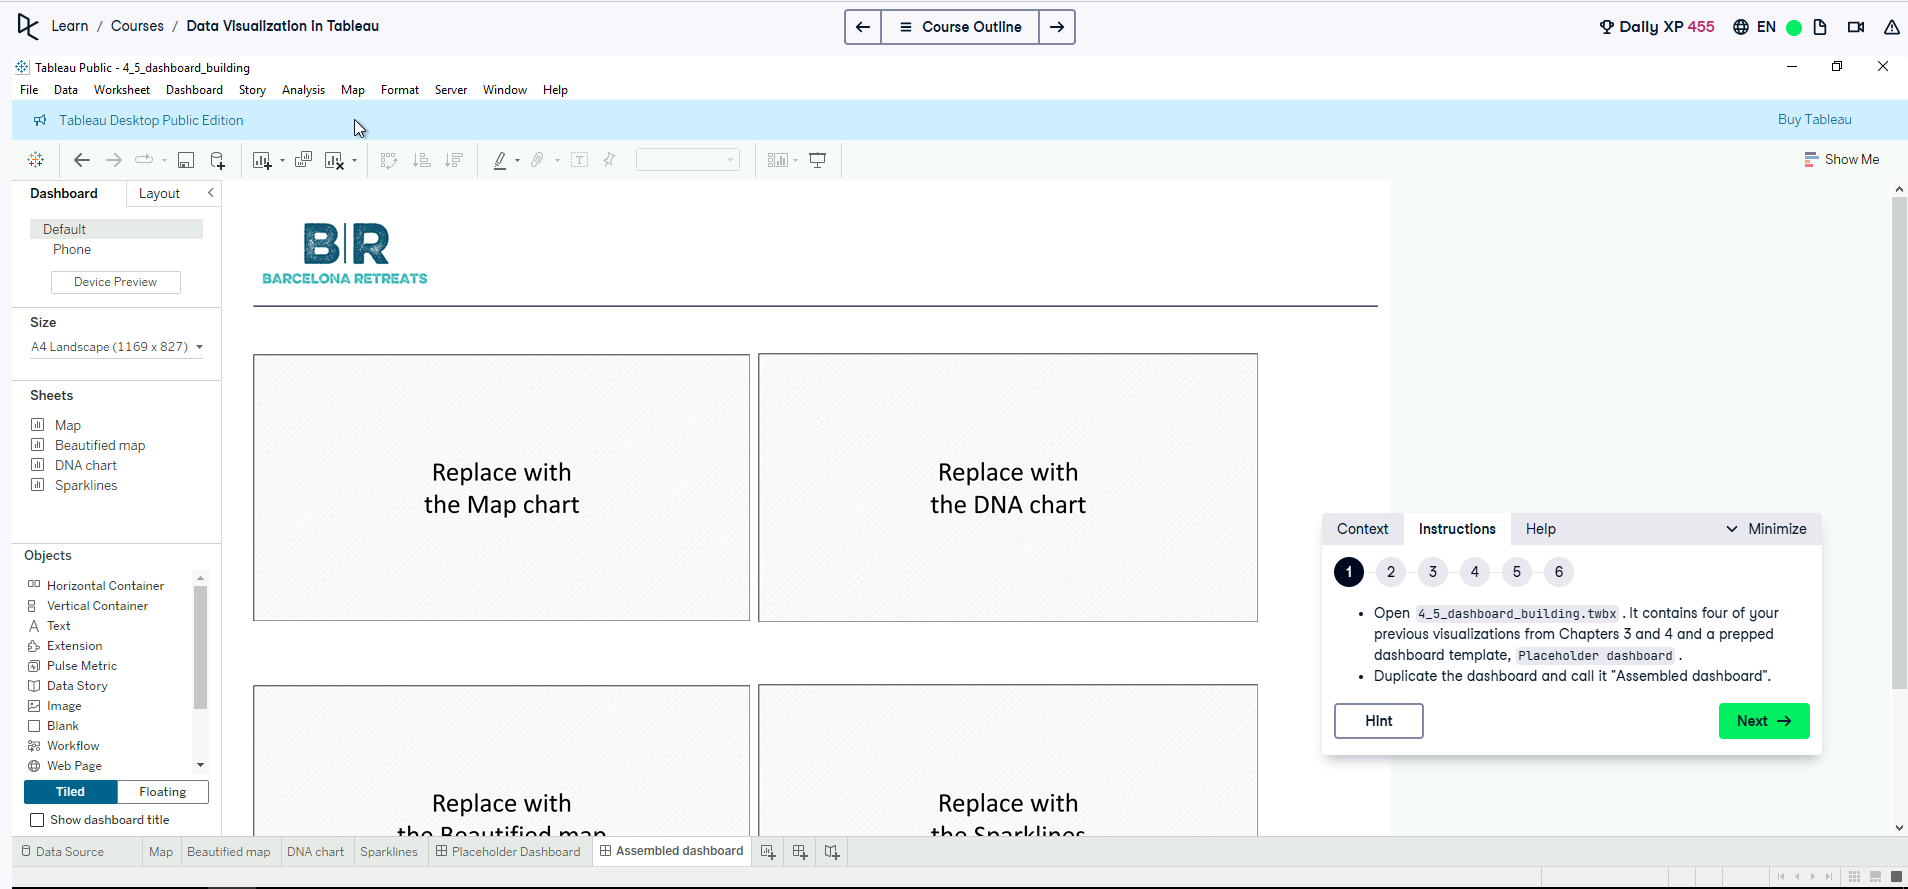 Learn / Courses / Data Visualization in Tableau
Course Outline
Daily XP 455
EN
Tableau Public - 4_5_dashboard_building
File Data Worksheet Dashboard Story Analysis Map Format Server Window Help
Tableau Desktop Public Edition
Buy Tableau
Show Me
Dashboard
Layout
Default
Phone
Device Preview
Size
A4 Landscape (1169 x 827)
Sheets
Map
Beautified map
DNA chart
Sparklines
Objects
Horizontal Container
Vertical Container
Text
Extension
Pulse Metric
Data Story
Image
Blank
Workflow
Web Page
Tiled
Floating
Show dashboard title
B|R
BARCELONA RETREATS
Replace with
the Map chart
Replace with
the DNA chart
Replace with
the Beautified map
Replace with
the Sparklines
Context
Instructions
Help
Minimize
1 2 3 4 5 6
• Open 4_5_dashboard_building.twbx . It contains four of your
previous visualizations from Chapters 3 and 4 and a prepped
dashboard template, Placeholder dashboard .
• Duplicate the dashboard and call it "Assembled dashboard".
Hint
Next →
Data Source
Map
Beautified map
DNA chart
Sparklines
Placeholder Dashboard
Assembled dashboard